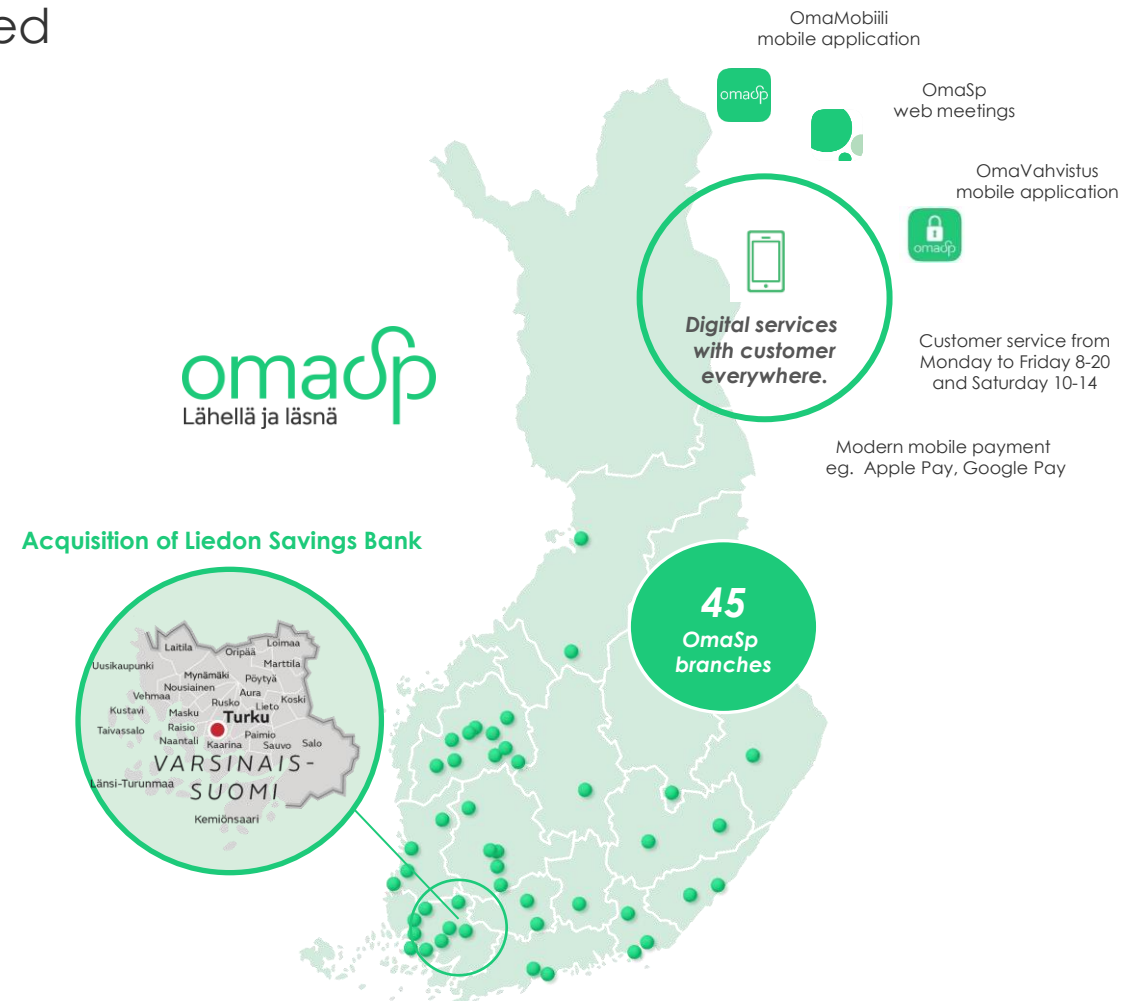 ed
OmaMobiili
mobile application
omaSp
OmaSp
web meetings
OmaVahvistus
mobile application
omaSp
Digital services
with customer
everywhere.
Customer service from
Monday to Friday 8-20
and Saturday 10-14
Modern mobile payment
eg. Apple Pay, Google Pay
omaSp
Lähellä ja läsnä
Acquisition of Liedon Savings Bank
45
OmaSp
branches
Laitila
Oripää
Loimaa
Uusikaupunki
Marttila
Mynämäki
Pöytyä
Nousiainen
Vehmaa
Aura
Koski
Rusko
Lieto
Kustavi
Masku
Turku
Taivassalo
Raisio
Paimio
Naantali
Kaarina
Sauvo
Salo
VARSINAIS-
SUOMI
Länsi-Turunmaa
Kemiönsaari